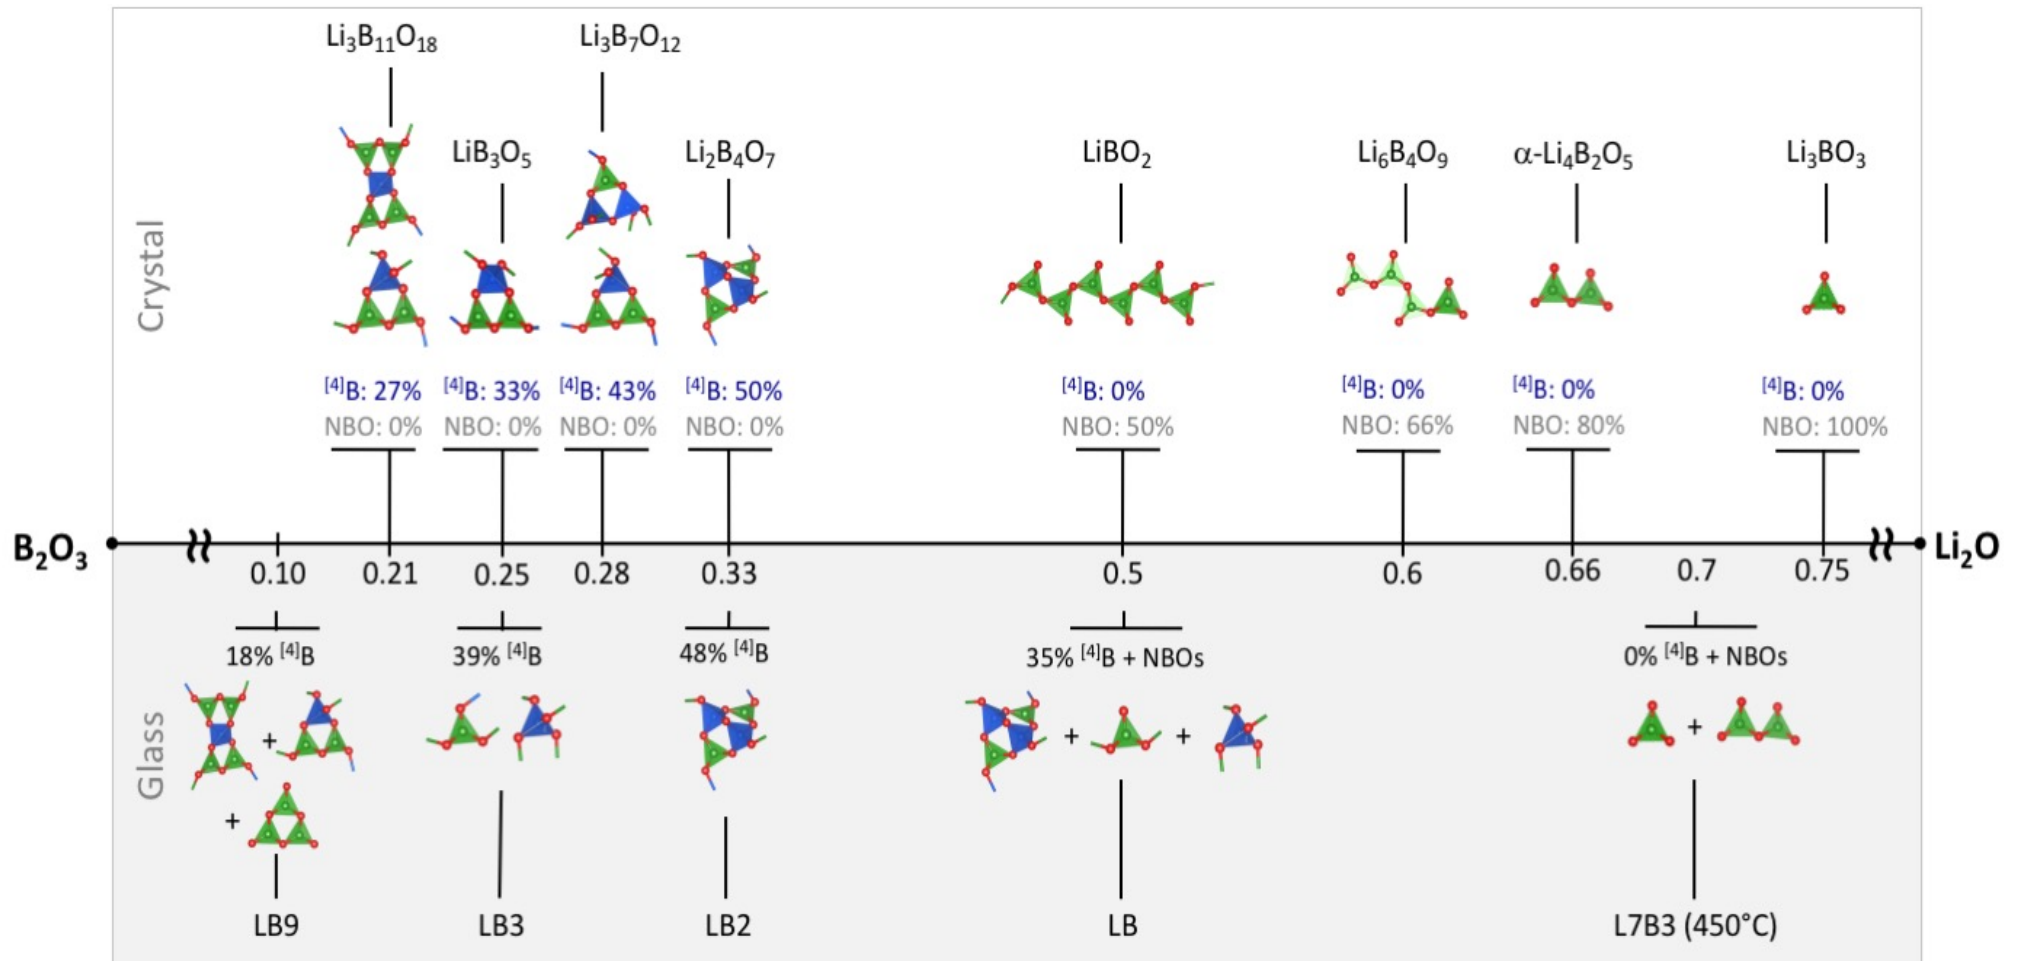 Li₃B₁₁O₁₈
Li₃B₇O₁₂
LiB₃O₅
Li₂B₄O₇
LiBO₂
Li₆B₄O₉
α-Li₄B₂O₅
Li₃BO₃
Crystal
[4]B: 27%
NBO: 0%
[4]B: 33%
NBO: 0%
[4]B: 43%
NBO: 0%
[4]B: 50%
NBO: 0%
[4]B: 0%
NBO: 50%
[4]B: 0%
NBO: 66%
[4]B: 0%
NBO: 80%
[4]B: 0%
NBO: 100%
B₂O₃
Li₂O
0.10
0.21
0.25
0.28
0.33
0.5
0.6
0.66
0.7
0.75
Glass
18% [4]B
39% [4]B
48% [4]B
35% [4]B + NBOs
0% [4]B + NBOs
+
+
+
+
+
LB9
LB3
LB2
LB
L7B3 (450°C)